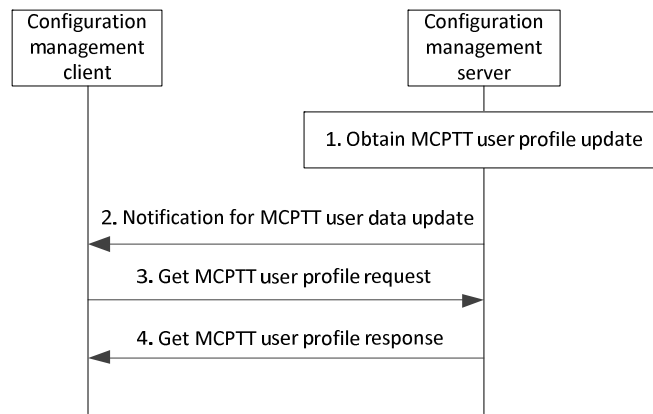 Configuration
management
client
Configuration
management
server
1. Obtain MCPTT user profile update
2. Notification for MCPTT user data update
3. Get MCPTT user profile request
4. Get MCPTT user profile response